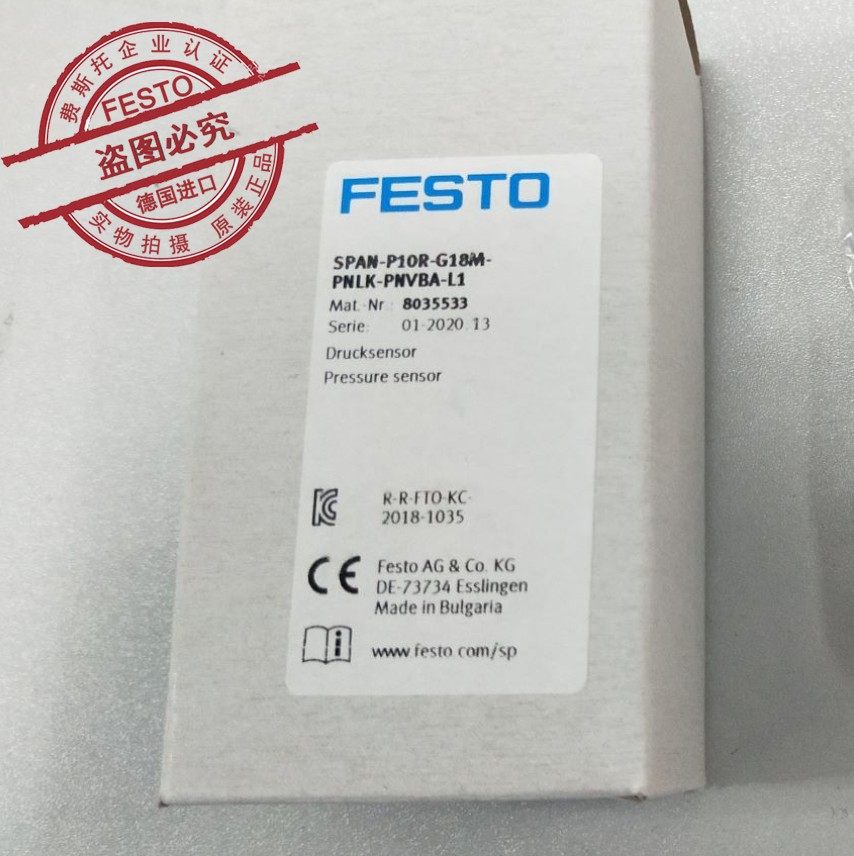 费斯托企业认证
FESTO
盗图必究
德国进口
实物拍摄 原装正品
FESTO
SPAN-P10R-G18M-
PNLK-PNVBA-L1
Mat.-Nr.: 8035533
Serie: 01-2020.13
Drucksensor
Pressure sensor
R-R-FTO-KC-
2018-1035
CE
Festo AG & Co. KG
DE-73734 Esslingen
Made in Bulgaria
www.festo.com/sp